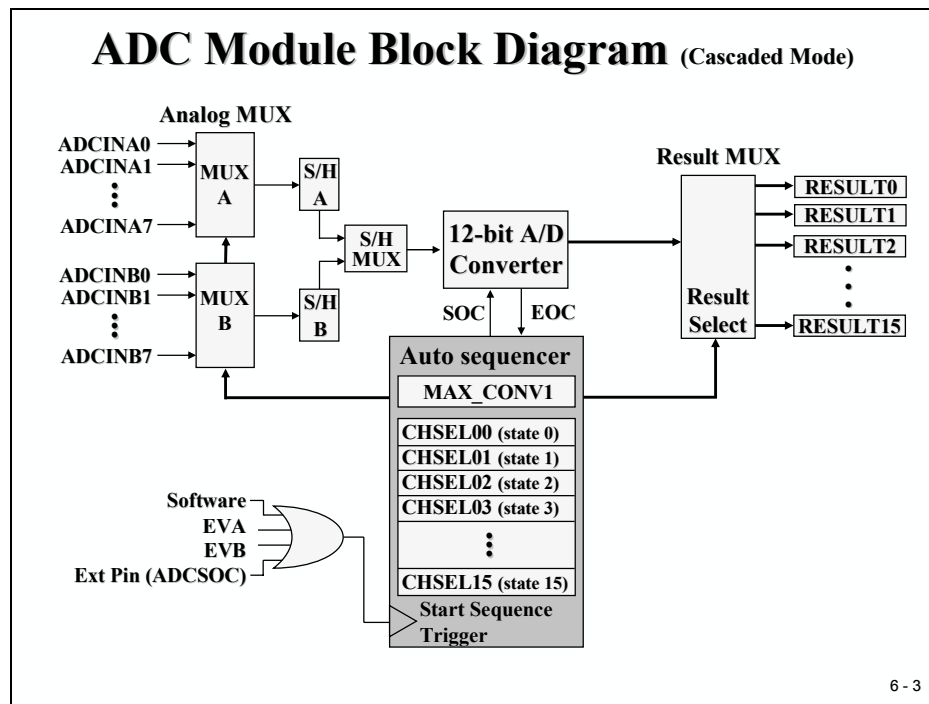 ADC Module Block Diagram (Cascaded Mode)
Analog MUX
ADCINA0
ADCINA1
ADCINA7
MUX
A
S/H
A
ADCINB0
ADCINB1
ADCINB7
MUX
B
S/H
B
S/H
MUX
12-bit A/D
Converter
SOC
EOC
Result MUX
Result
Select
RESULT0
RESULT1
RESULT2
RESULT15
Auto sequencer
MAX_CONV1
CHSEL00 (state 0)
CHSEL01 (state 1)
CHSEL02 (state 2)
CHSEL03 (state 3)
CHSEL15 (state 15)
Start Sequence
Trigger
Software
EVA
EVB
Ext Pin (ADCSOC)
6 - 3